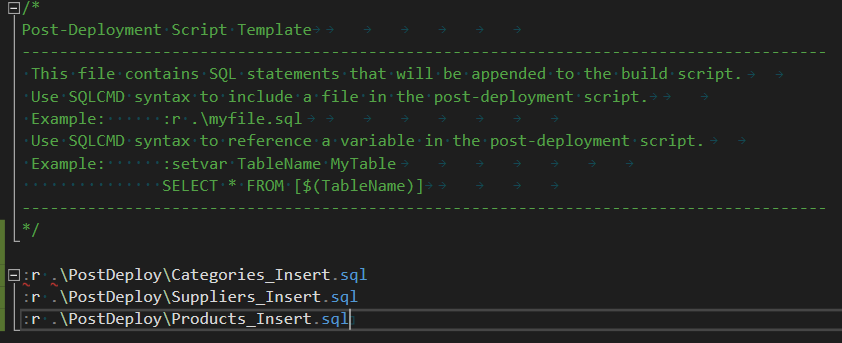 /*
Post-Deployment Script Template
--------------------------------------------------------------------------------------
This file contains SQL statements that will be appended to the build script.
Use SQLCMD syntax to include a file in the post-deployment script.
Example:      :r .\myfile.sql
Use SQLCMD syntax to reference a variable in the post-deployment script.
Example:      :setvar TableName MyTable
              SELECT * FROM [$(TableName)]
--------------------------------------------------------------------------------------
*/
:r .\PostDeploy\Categories_Insert.sql
:r .\PostDeploy\Suppliers_Insert.sql
:r .\PostDeploy\Products_Insert.sql